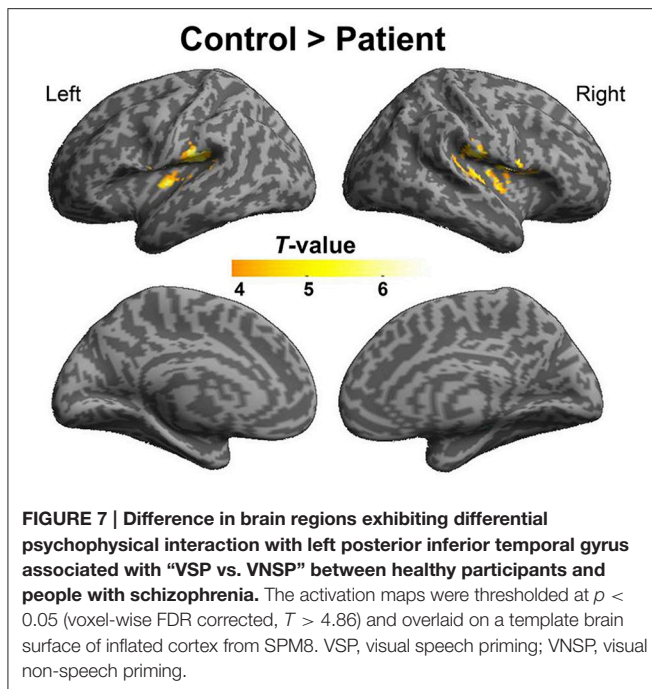 Control > Patient
Left
Right
T-value
4 5 6
FIGURE 7 | Difference in brain regions exhibiting differential
psychophysical interaction with left posterior inferior temporal gyrus
associated with “VSP vs. VNSP” between healthy participants and
people with schizophrenia. The activation maps were thresholded at p <
0.05 (voxel-wise FDR corrected, T > 4.86) and overlaid on a template brain
surface of inflated cortex from SPM8. VSP, visual speech priming; VNSP, visual
non-speech priming.